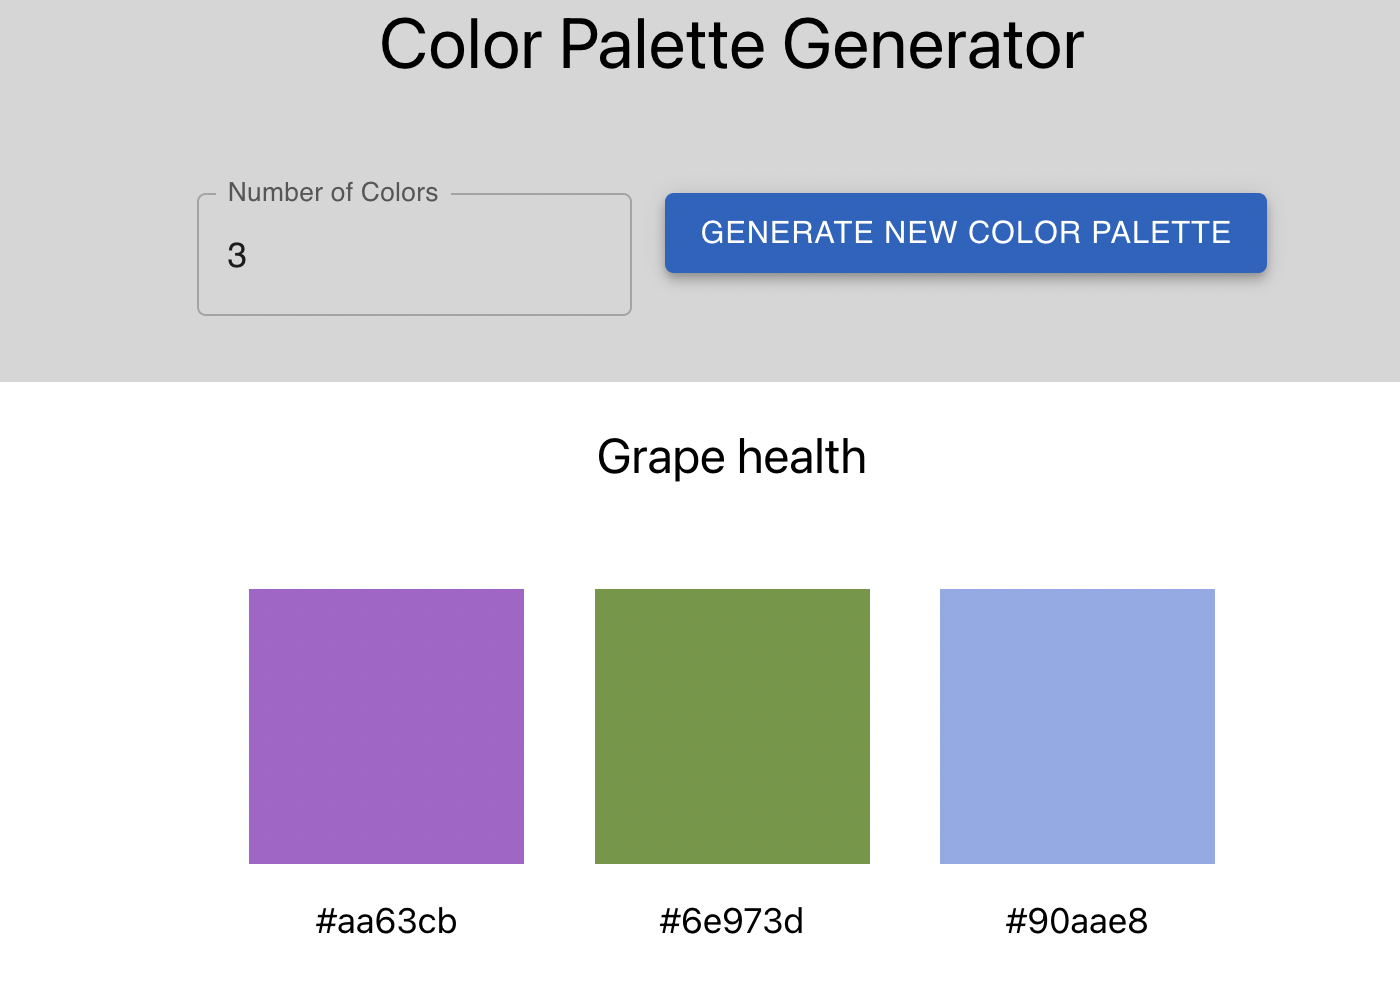 Color Palette Generator
Number of Colors
3
GENERATE NEW COLOR PALETTE
Grape health
#aa63cb
#6e973d
#90aae8